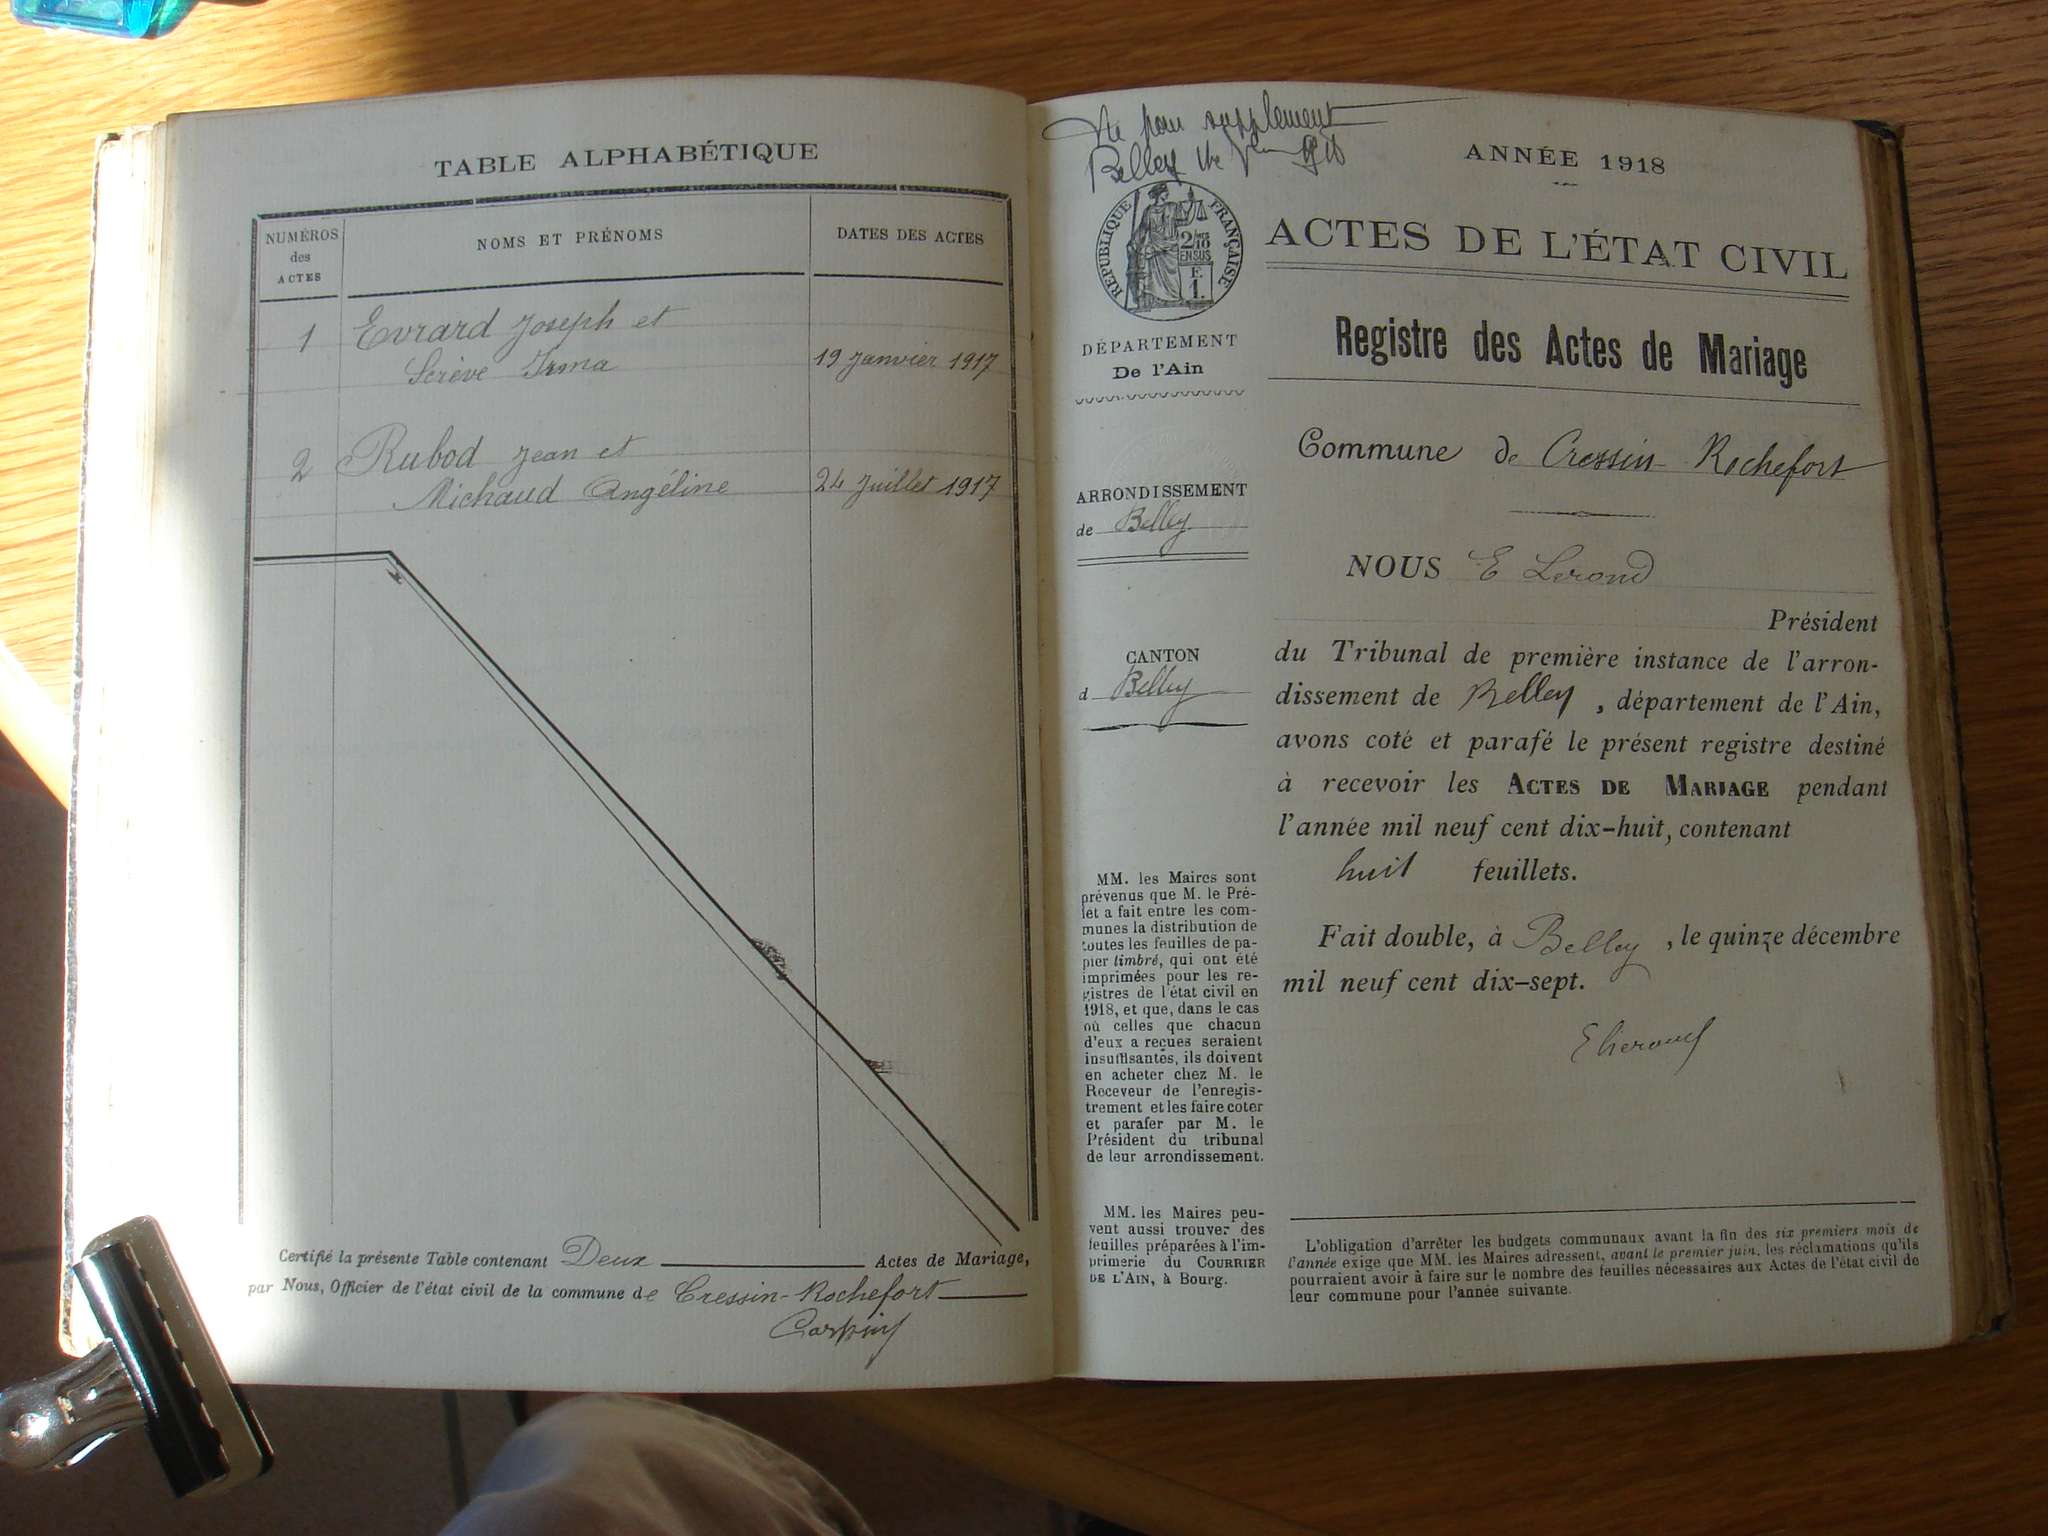 TABLE ALPHABÉTIQUE
NUMÉROS
des
ACTES
NOMS ET PRÉNOMS
DATES DES ACTES
1 Evrard Joseph et
Serève Irma 19 Janvier 1917
2 Rubod Jean et
Michaud Angéline 24 Juillet 1917
Certifié la présente Table contenant Deux Actes de Mariage,
par Nous, Officier de l'état civil de la commune de Cressin-Rochefort
Vu pour supplement
Belley 1918
RÉPUBLIQUE FRANÇAISE
2/10
EN SUS
E
1.
DÉPARTEMENT
De l'Ain
ARRONDISSEMENT
de Belley
CANTON
d Belley
MM. les Maires sont
prévenus que M. le Pré-
fet a fait entre les com-
munes la distribution de
toutes les feuilles de pa-
pier timbré, qui ont été
imprimées pour les re-
gistres de l'état civil en
1918, et que, dans le cas
où celles que chacun
d'eux a reçues seraient
insuffisantes, ils doivent
en acheter chez M. le
Receveur de l'enregis-
trement et les faire coter
et parafer par M. le
Président du tribunal
de leur arrondissement.
MM. les Maires peu-
vent aussi trouver des
feuilles préparées à l'im-
primerie du COURRIER
DE L'AIN, à Bourg.
ANNÉE 1918
ACTES DE L'ÉTAT CIVIL
Registre des Actes de Mariage
Commune de Cressin-Rochefort
NOUS E Lerond
Président
du Tribunal de première instance de l'arron-
dissement de Belley, département de l'Ain,
avons coté et parafé le présent registre destiné
à recevoir les ACTES DE MARIAGE pendant
l'année mil neuf cent dix-huit, contenant
huit feuillets.
Fait double, à Belley, le quinze décembre
mil neuf cent dix-sept.
L'obligation d'arrêter les budgets communaux avant la fin des six premiers mois de
l'année exige que MM. les Maires adressent, avant le premier juin, les réclamations qu'ils
pourraient avoir à faire sur le nombre des feuilles nécessaires aux Actes de l'état civil de
leur commune pour l'année suivante.